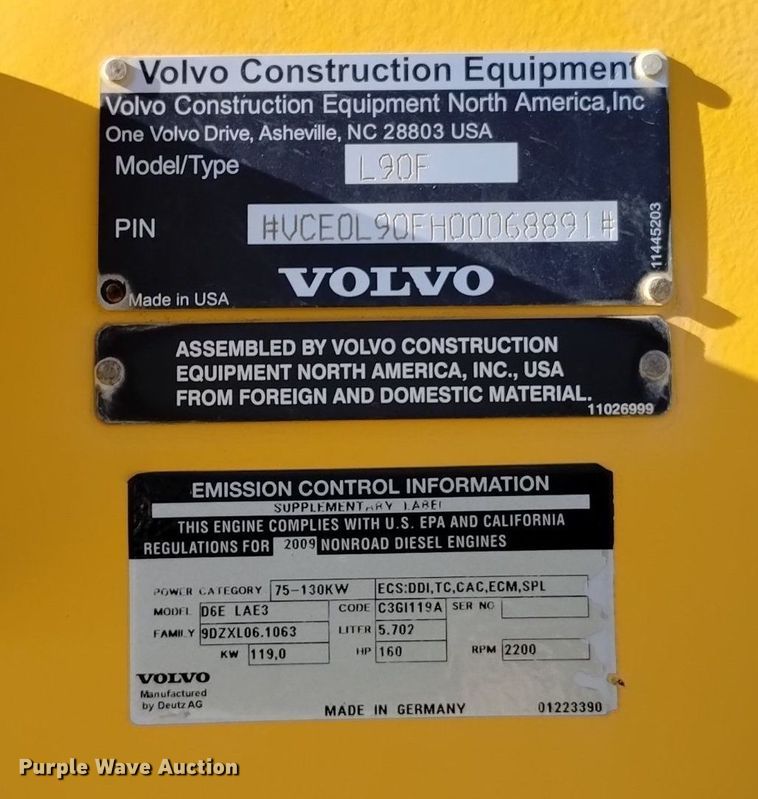 Volvo Construction Equipment
Volvo Construction Equipment North America,Inc
One Volvo Drive, Asheville, NC 28803 USA
Model/Type L90F
PIN #VCE0L90FH00068891#
11445203
VOLVO
Made in USA
ASSEMBLED BY VOLVO CONSTRUCTION
EQUIPMENT NORTH AMERICA, INC., USA
FROM FOREIGN AND DOMESTIC MATERIAL.
11026999
EMISSION CONTROL INFORMATION
SUPPLEMENTARY LABEL
THIS ENGINE COMPLIES WITH U.S. EPA AND CALIFORNIA
REGULATIONS FOR 2009 NONROAD DIESEL ENGINES
POWER CATEGORY 75-130KW ECS:DDI,TC,CAC,ECM,SPL
MODEL D6E LAE3 CODE C3GI119A SER NO
FAMILY 9DZXL06.1063 LITER 5.702
KW 119,0 HP 160 RPM 2200
VOLVO
Manufactured
by Deutz AG
MADE IN GERMANY 01223390
Purple Wave Auction